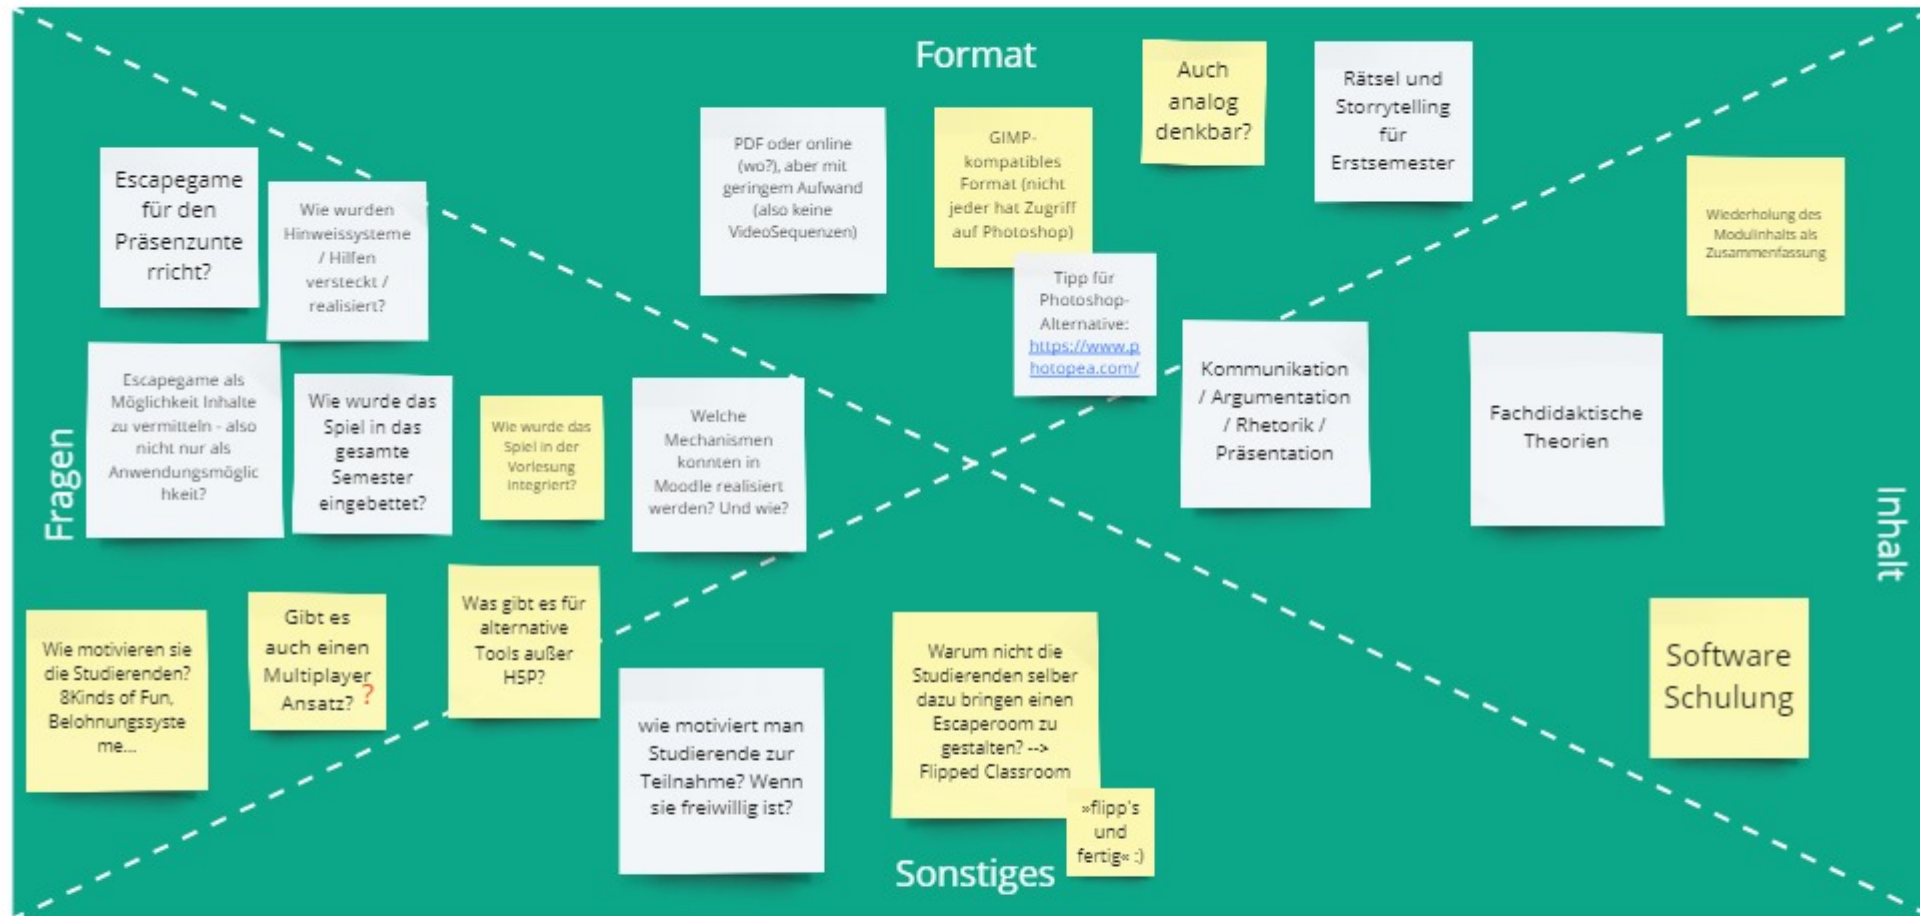 Format
PDF oder online
(wo?), aber mit
geringem Aufwand
(also keine
VideoSequenzen)
GIMP-
kompatibles
Format (nicht
jeder hat Zugriff
auf Photoshop)
Tipp für
Photoshop-
Alternative:
https://www.p
hotopea.com/
Auch
analog
denkbar?
Rätsel und
Storrytelling
für
Erstsemester
Fragen
Escapegame
für den
Präsenzunte
rricht?
Wie wurden
Hinweissysteme
/ Hilfen
versteckt /
realisiert?
Escapegame als
Möglichkeit Inhalte
zu vermitteln - also
nicht nur als
Anwendungsmöglic
hkeit?
Wie wurde das
Spiel in das
gesamte
Semester
eingebettet?
Wie wurde das
Spiel in der
Vorlesung
integriert?
Welche
Mechanismen
konnten in
Moodle realisiert
werden? Und wie?
Wie motivieren sie
die Studierenden?
8Kinds of Fun,
Belohnungssyste
me...
Gibt es
auch einen
Multiplayer
Ansatz? ?
Was gibt es für
alternative
Tools außer
H5P?
Inhalt
Wiederholung des
Modulinhalts als
Zusammenfassung
Kommunikation
/ Argumentation
/ Rhetorik /
Präsentation
Fachdidaktische
Theorien
Software
Schulung
wie motiviert man
Studierende zur
Teilnahme? Wenn
sie freiwillig ist?
Warum nicht die
Studierenden selber
dazu bringen einen
Escaperoom zu
gestalten? -->
Flipped Classroom
»flipp's
und
fertig« :)
Sonstiges